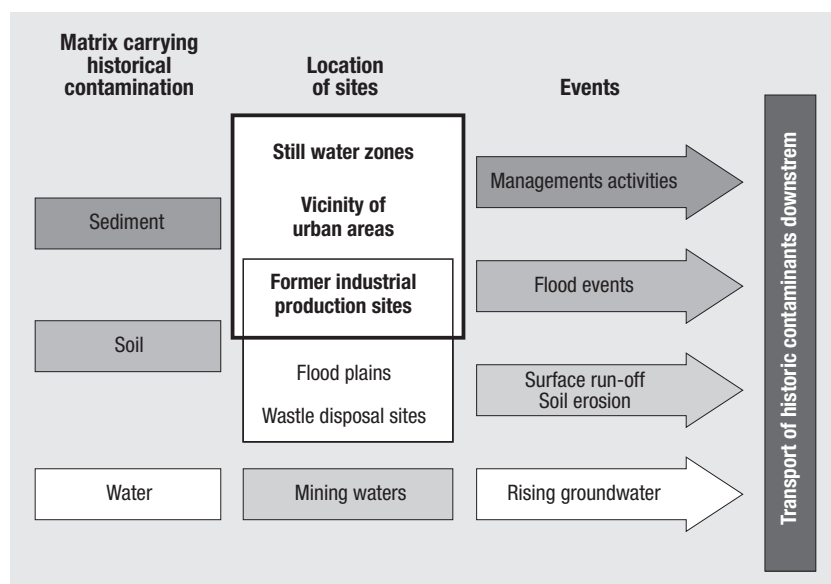 Matrix carrying
historical
contamination
Location
of sites
Events
Sediment
Soil
Water
Still water zones
Vicinity of
urban areas
Former industrial
production sites
Flood plains
Wastle disposal sites
Mining waters
Managements activities
Flood events
Surface run-off
Soil erosion
Rising groundwater
Transport of historic contaminants downstrem